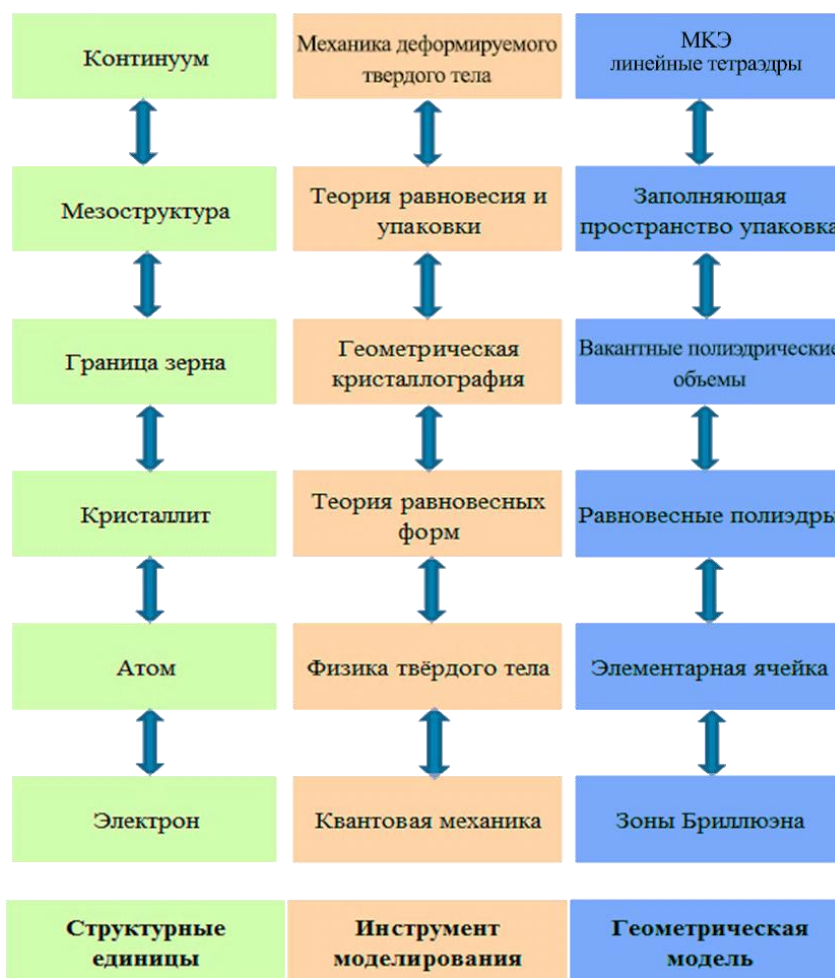 Континуум
Механика деформируемого
твердого тела
МКЭ
линейные тетраэдры
Мезоструктура
Теория равновесия и
упаковки
Заполняющая
пространство упаковка
Граница зерна
Геометрическая
кристаллография
Вакантные полиэдрические
объемы
Кристаллит
Теория равновесных
форм
Равновесные полиэдры
Атом
Физика твёрдого тела
Элементарная ячейка
Электрон
Квантовая механика
Зоны Бриллюэна
Структурные
единицы
Инструмент
моделирования
Геометрическая
модель